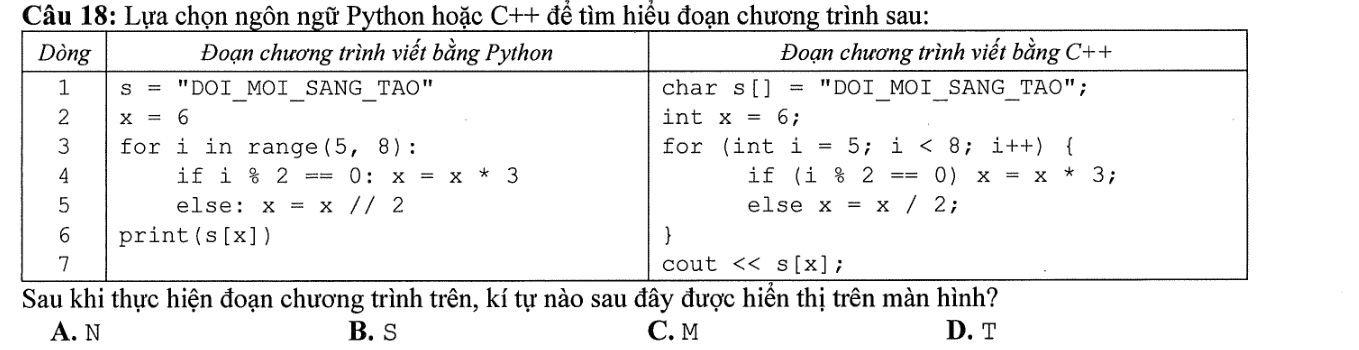 Câu 18: Lựa chọn ngôn ngữ Python hoặc C++ để tìm hiểu đoạn chương trình sau:
Dòng Đoạn chương trình viết bằng Python Đoạn chương trình viết bằng C++
1 s = "DOI_MOI_SANG_TAO" char s[] = "DOI_MOI_SANG_TAO";
2 x = 6 int x = 6;
3 for i in range(5, 8): for (int i = 5; i < 8; i++) {
4 if i % 2 == 0: x = x * 3 if (i % 2 == 0) x = x * 3;
5 else: x = x // 2 else x = x / 2;
6 print(s[x]) }
7 cout << s[x];
Sau khi thực hiện đoạn chương trình trên, kí tự nào sau đây được hiển thị trên màn hình?
A. N B. S C. M D. T